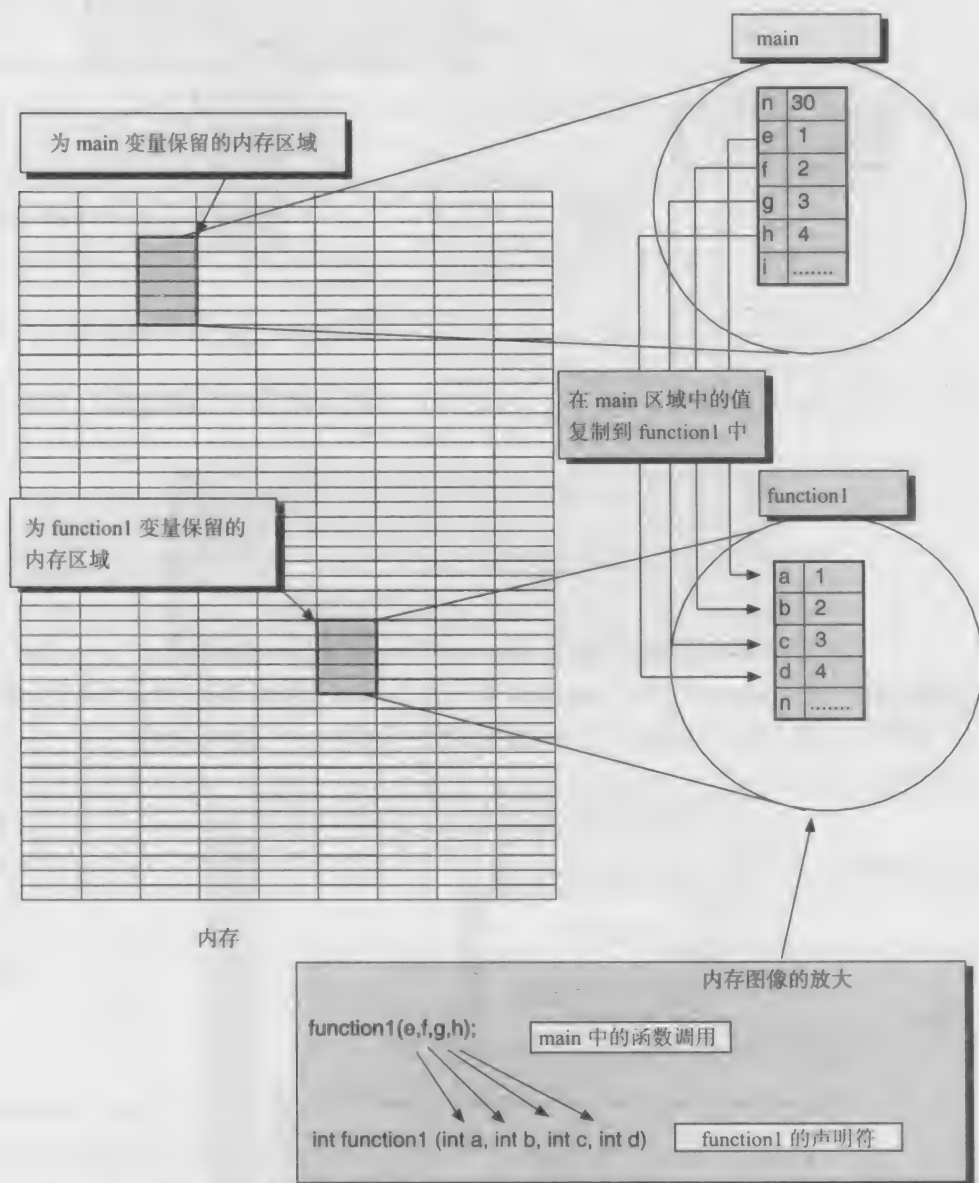 main
n 30
e 1
f 2
g 3
h 4
i .......
为 main 变量保留的内存区域
在 main 区域中的值
复制到 function1 中
function1
为 function1 变量保留的
内存区域
a 1
b 2
c 3
d 4
n .......
内存
内存图像的放大
function1(e,f,g,h);
main 中的函数调用
int function1 (int a, int b, int c, int d)
function1 的声明符